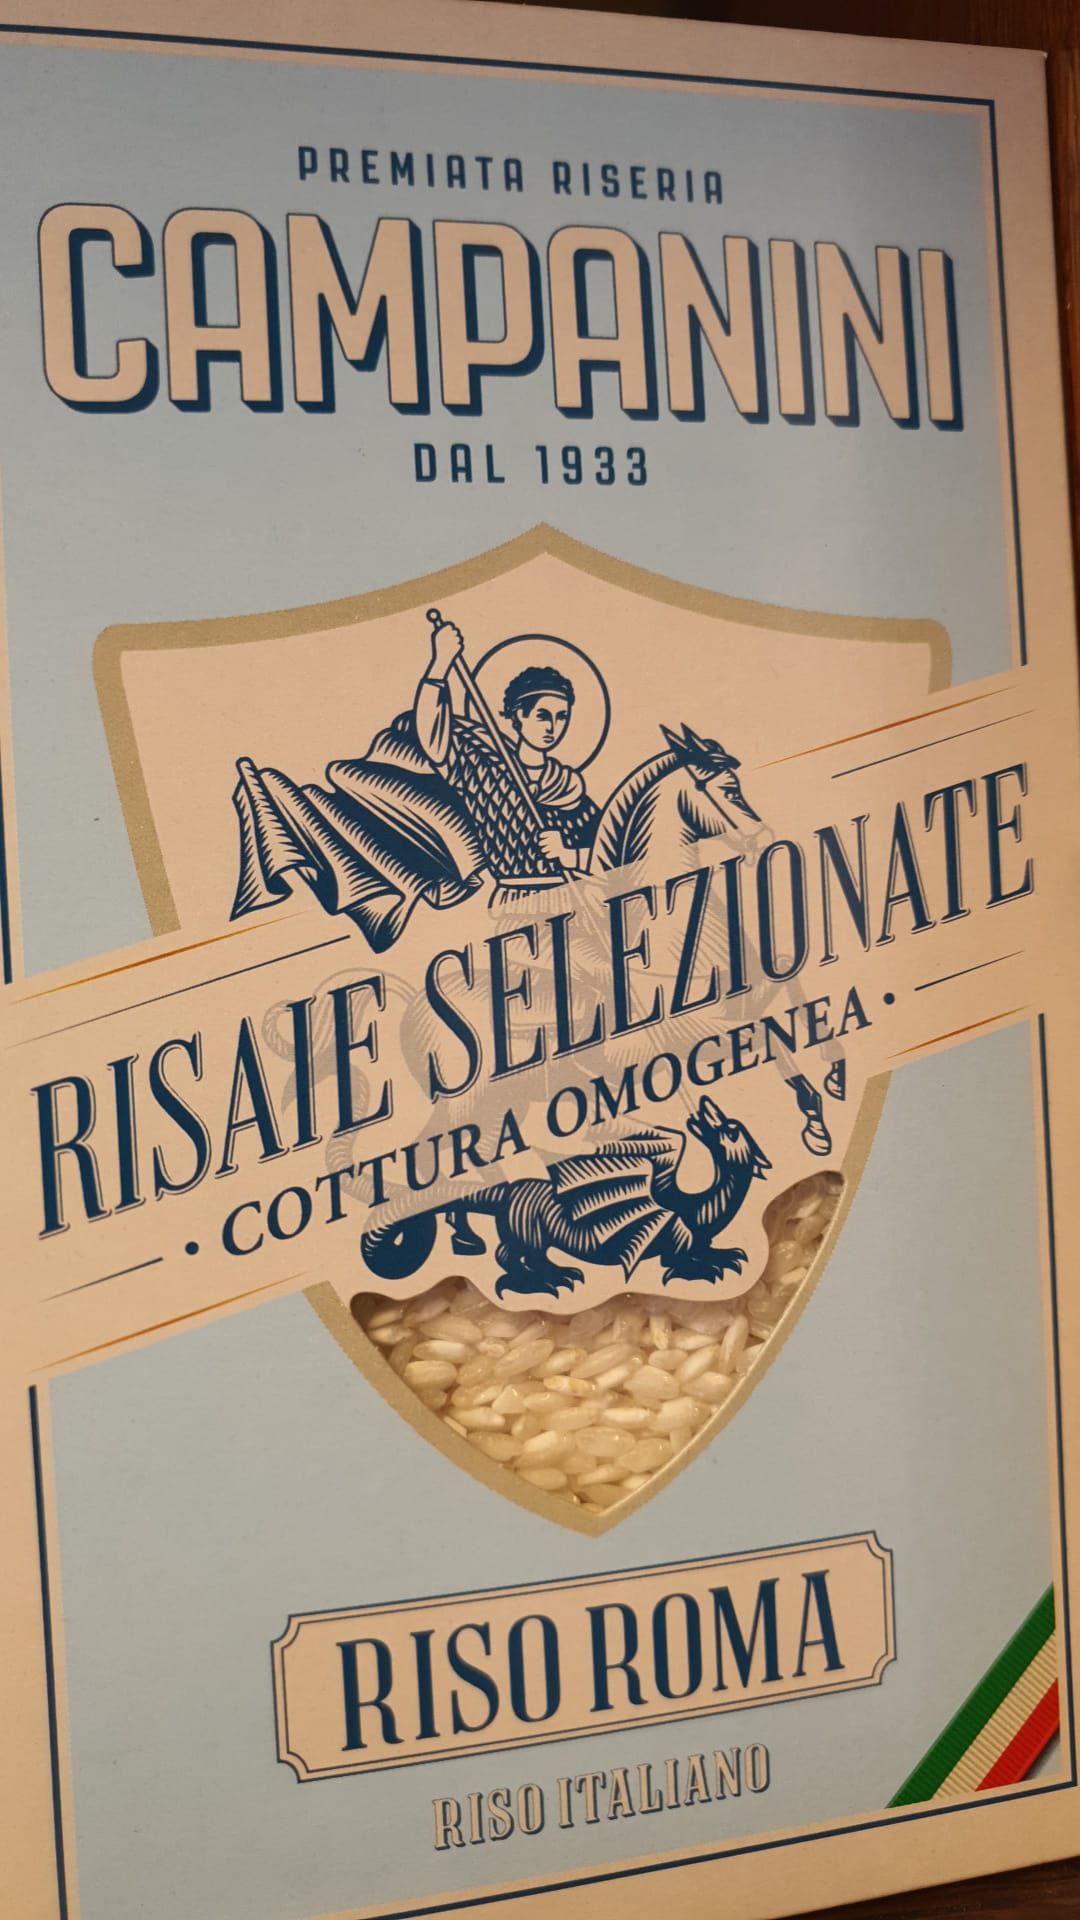 PREMIATA RISERIA
CAMPANINI
DAL 1933
RISAIE SELEZIONATE
• COTTURA OMOGENEA •
RISO ROMA
RISO ITALIANO